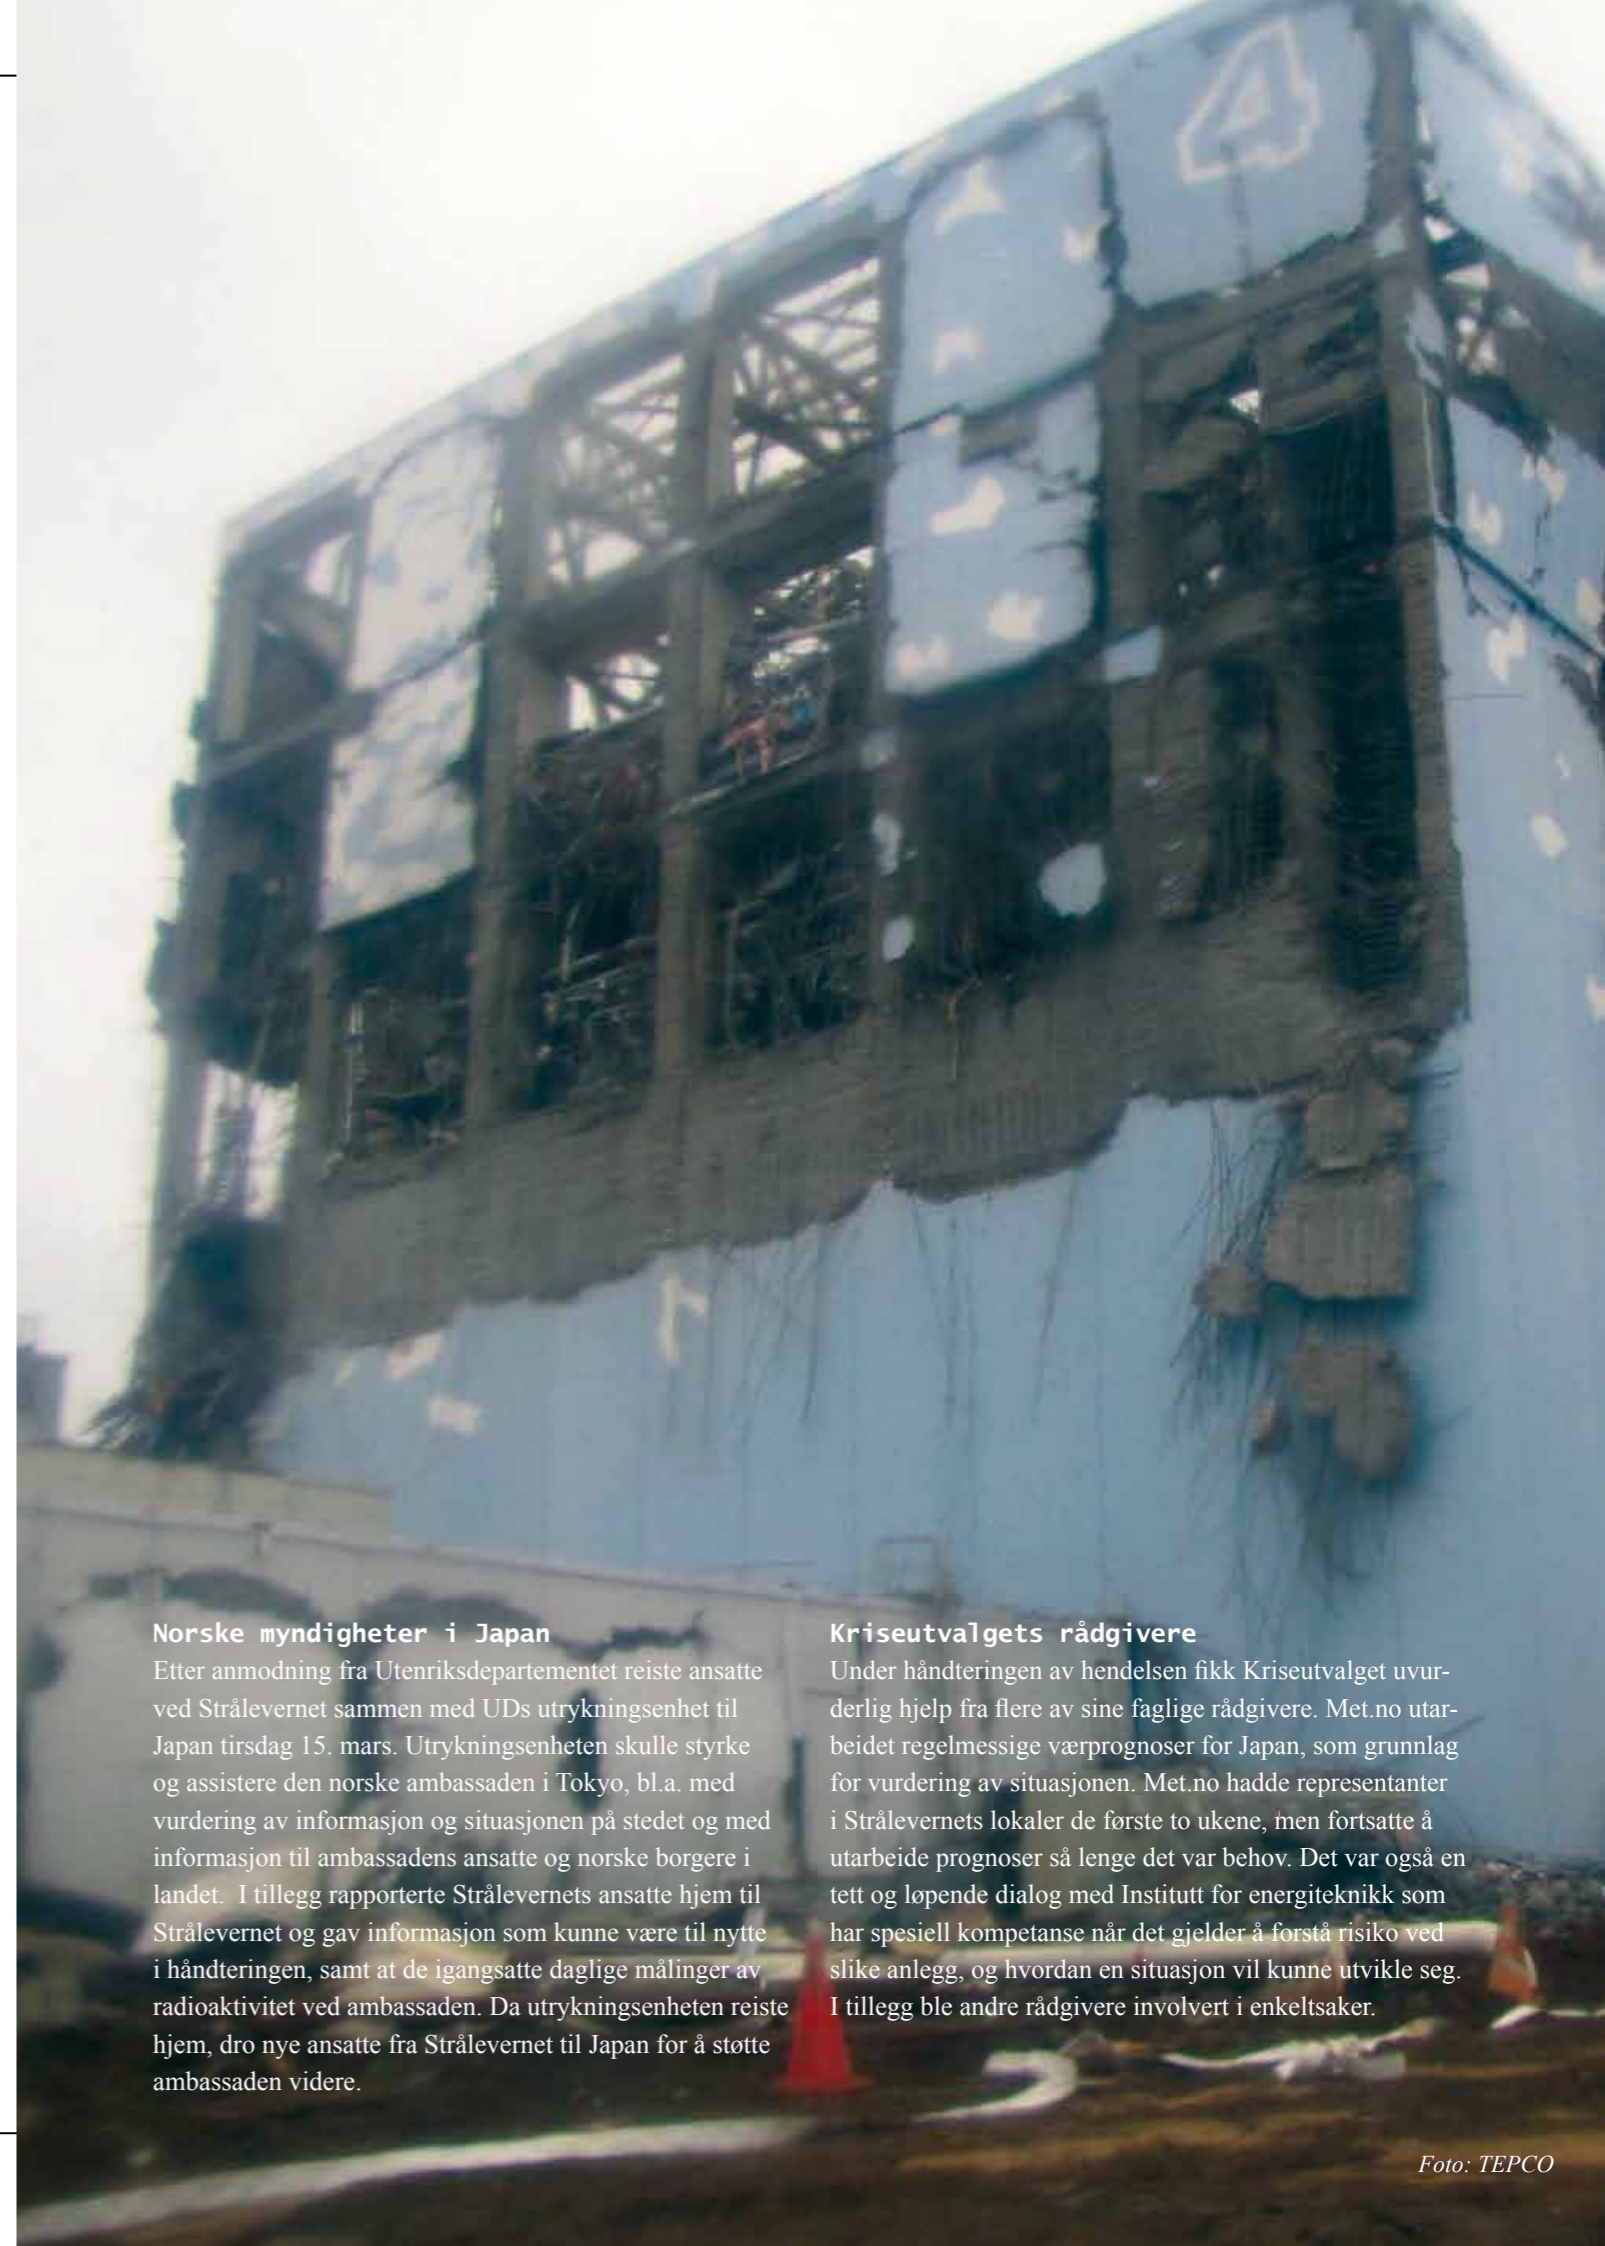 4
Norske myndigheter i Japan
Etter anmodning fra Utenriksdepartementet reiste ansatte
ved Strålevernet sammen med UDs utrykningsenhet til
Japan tirsdag 15. mars. Utrykningsenheten skulle styrke
og assistere den norske ambassaden i Tokyo, bl.a. med
vurdering av informasjon og situasjonen på stedet og med
informasjon til ambassadens ansatte og norske borgere i
landet.  I tillegg rapporterte Strålevernets ansatte hjem til
Strålevernet og gav informasjon som kunne være til nytte
i håndteringen, samt at de igangsatte daglige målinger av
radioaktivitet ved ambassaden. Da utrykningsenheten reiste
hjem, dro nye ansatte fra Strålevernet til Japan for å støtte
ambassaden videre.
Kriseutvalgets rådgivere
Under håndteringen av hendelsen fikk Kriseutvalget uvur-
derlig hjelp fra flere av sine faglige rådgivere. Met.no utar-
beidet regelmessige værprognoser for Japan, som grunnlag
for vurdering av situasjonen. Met.no hadde representanter
i Strålevernets lokaler de første to ukene, men fortsatte å
utarbeide prognoser så lenge det var behov. Det var også en
tett og løpende dialog med Institutt for energiteknikk som
har spesiell kompetanse når det gjelder å forstå risiko ved
slike anlegg, og hvordan en situasjon vil kunne utvikle seg.
I tillegg ble andre rådgivere involvert i enkeltsaker.
Foto: TEPCO